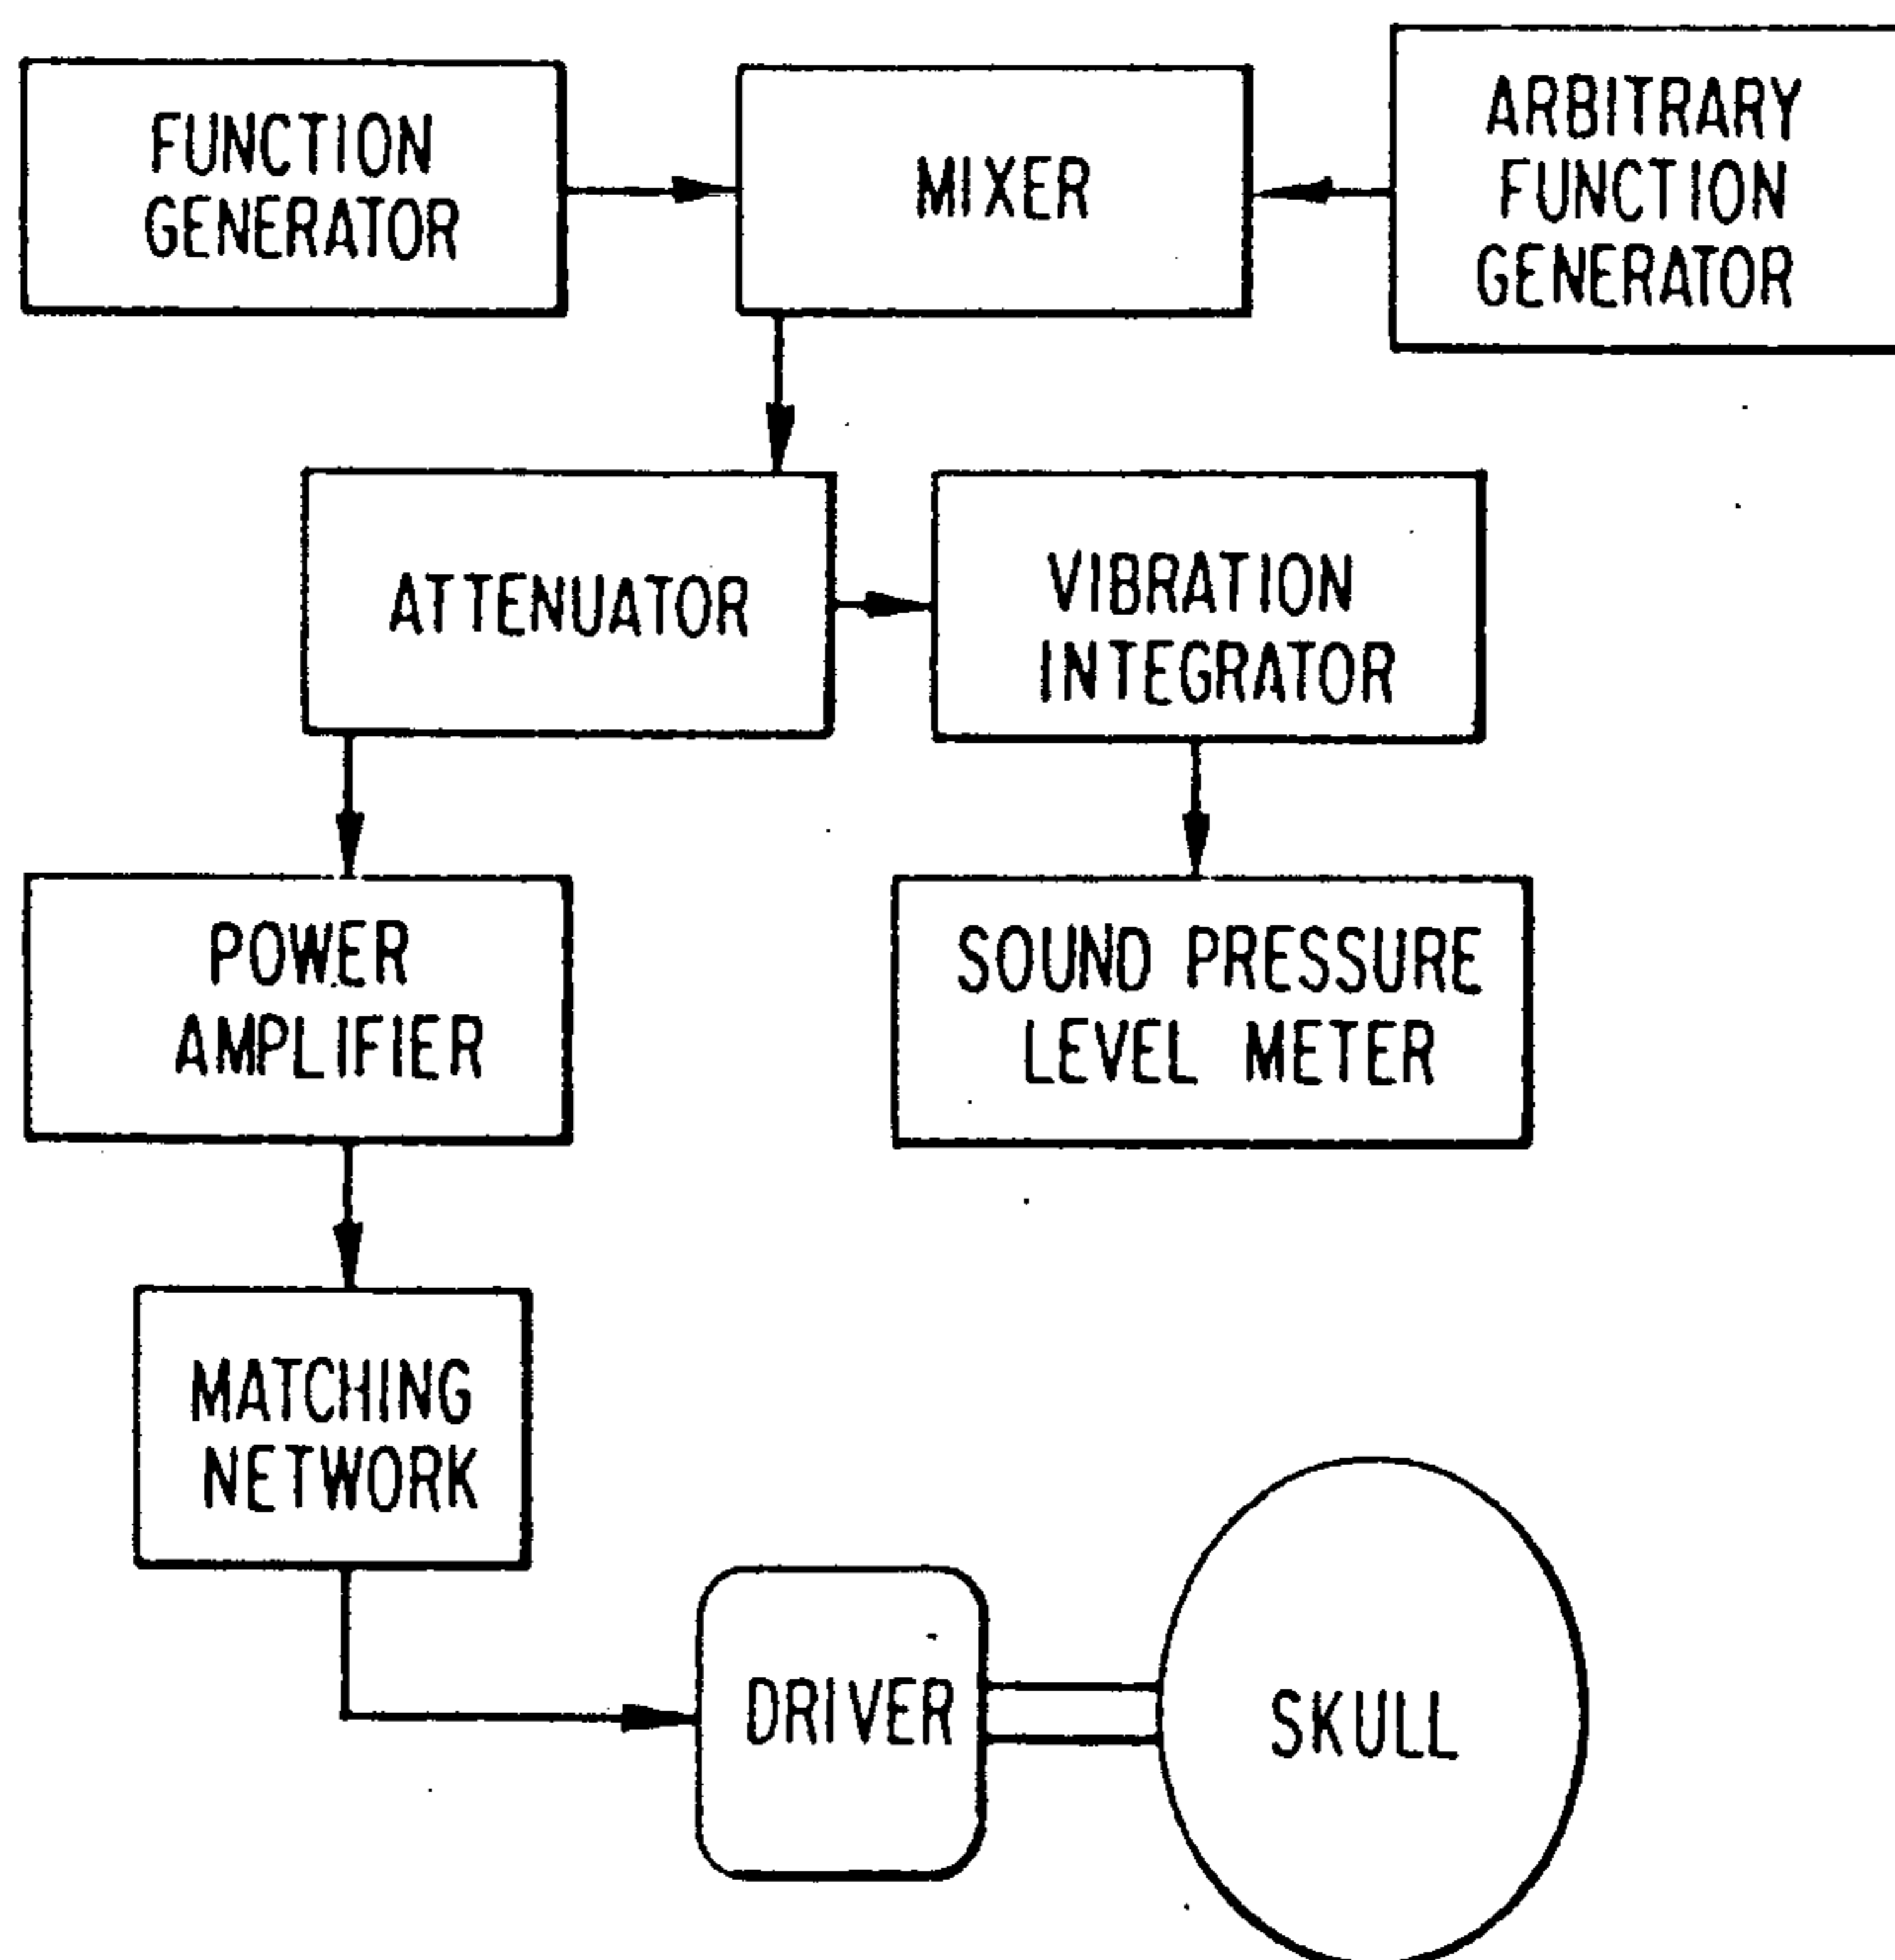 FUNCTION
GENERATOR
MIXER
ARBITRARY
FUNCTION
GENERATOR
ATTENUATOR
VIBRATION
INTEGRATOR
POWER
AMPLIFIER
SOUND PRESSURE
LEVEL METER
MATCHING
NETWORK
DRIVER
SKULL